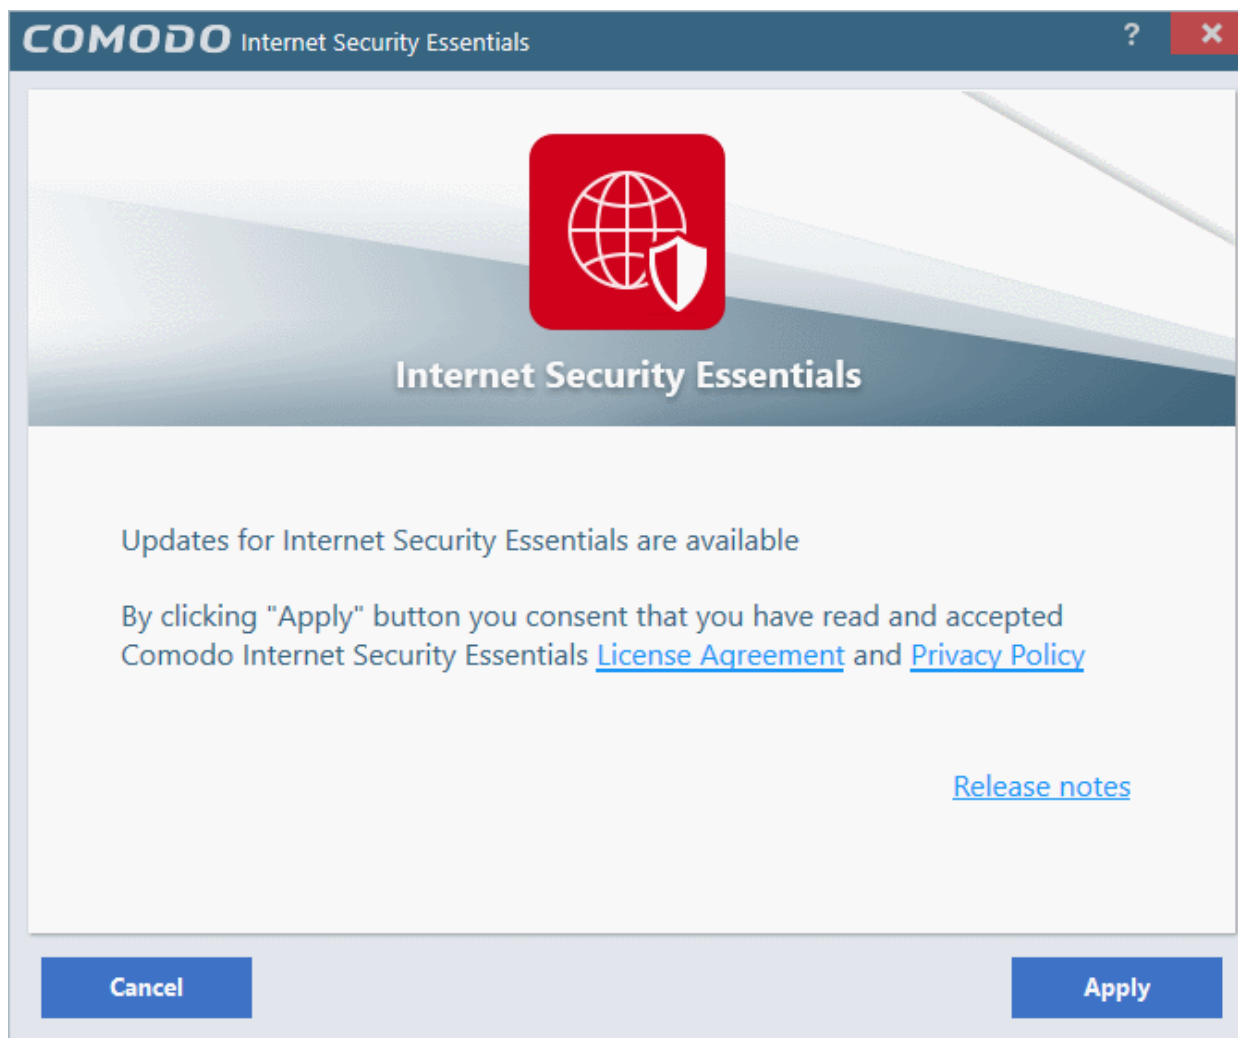 COMODO Internet Security Essentials ?
Internet Security Essentials
Updates for Internet Security Essentials are available
By clicking "Apply" button you consent that you have read and accepted
Comodo Internet Security Essentials License Agreement and Privacy Policy
Release notes
Cancel Apply